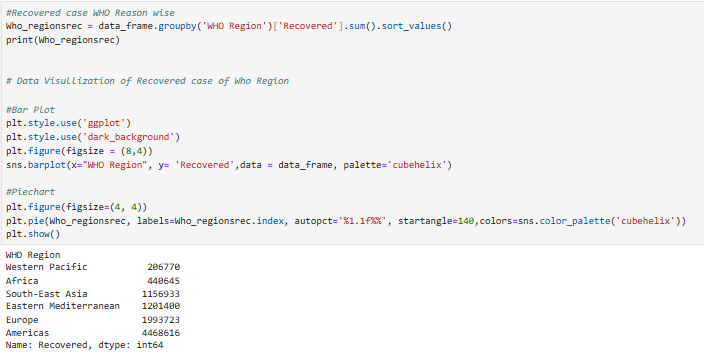 #Recovered case WHO Reason wise
Who_regionsrec = data_frame.groupby('WHO Region')['Recovered'].sum().sort_values()
print(Who_regionsrec)
# Data Visullization of Recovered case of Who Region
#Bar Plot
plt.style.use('ggplot')
plt.style.use('dark_background')
plt.figure(figsize = (8,4))
sns.barplot(x="WHO Region", y= 'Recovered',data = data_frame, palette='cubehelix')
#Piechart
plt.figure(figsize=(4, 4))
plt.pie(Who_regionsrec, labels=Who_regionsrec.index, autopct='%1.1f%%', startangle=140,colors=sns.color_palette('cubehelix'))
plt.show()
WHO Region
Western Pacific 206770
Africa 440645
South-East Asia 1156933
Eastern Mediterranean 1201400
Europe 1993723
Americas 4468616
Name: Recovered, dtype: int64